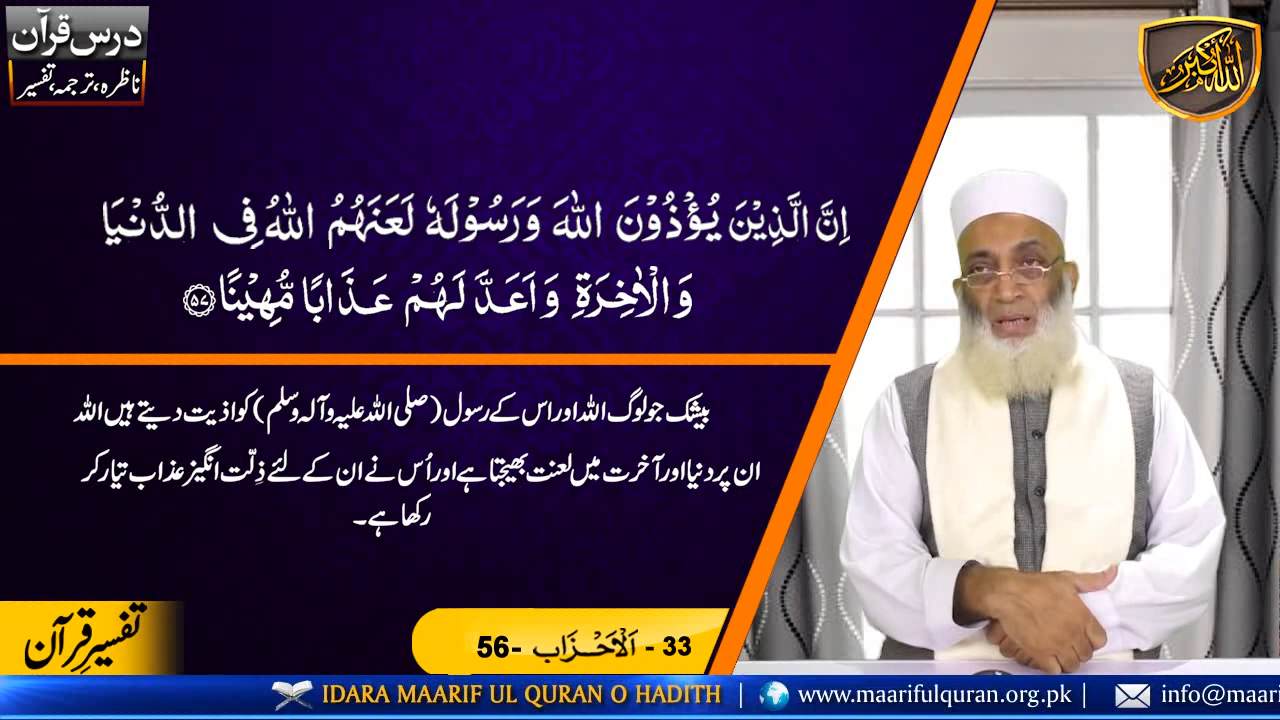 درس قرآن
ناظرہ، ترجمہ، تفسیر
اللہ اکبر
اِنَّ الَّذِیْنَ یُؤْذُوْنَ اللّٰهَ وَرَسُوْلَهٗ لَعَنَهُمُ اللّٰهُ فِی الدُّنْیَا
وَالْاٰخِرَةِ وَاَعَدَّ لَهُمْ عَذَابًا مُّهِیْنًا ۵۷
بیشک جو لوگ اللہ اور اس کے رسول (صلی اللہ علیہ وآلہ وسلم) کو اذیت دیتے ہیں اللہ
ان پر دنیا اور آخرت میں لعنت بھیجتا ہے اور اُس نے ان کے لئے ذِلّت انگیز عذاب تیار کر
رکھا ہے۔
تفسیرِ قرآن
56- اَلْاَحْزَاب - 33
IDARA MAARIF UL QURAN O HADITH | www.maarifulquran.org.pk | info@maari